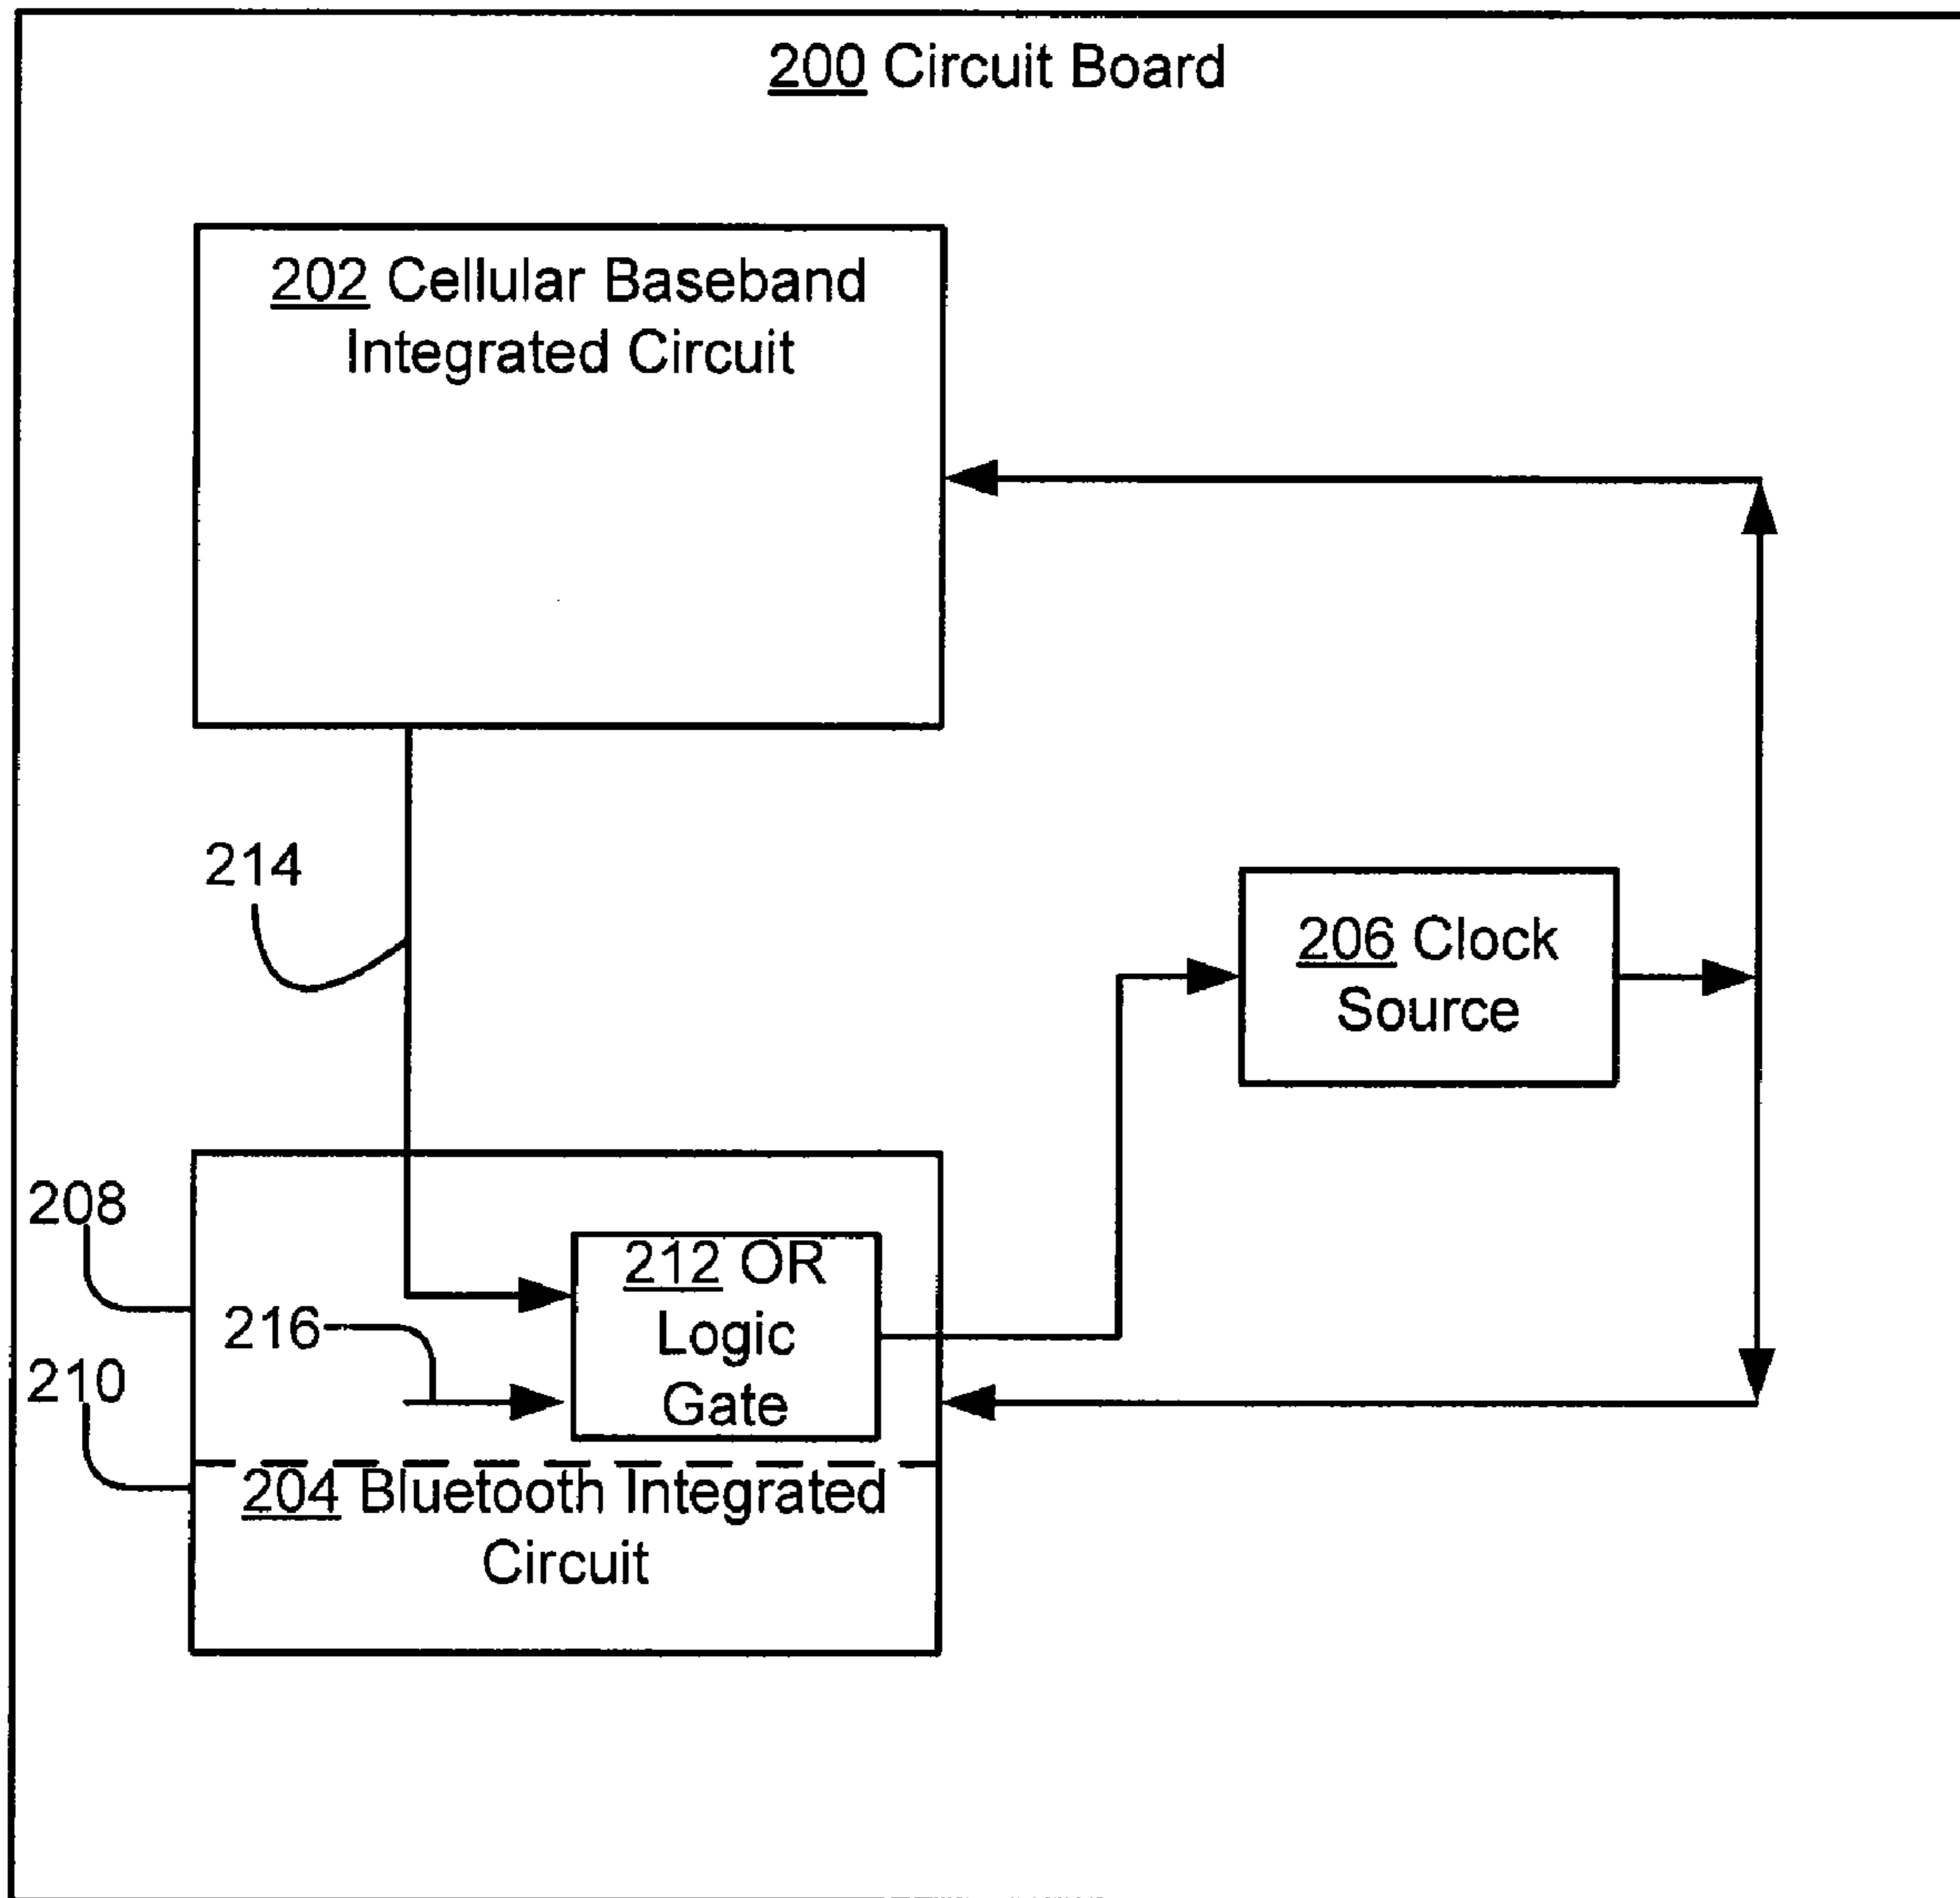 200 Circuit Board
202 Cellular Baseband
Integrated Circuit
214
206 Clock
Source
208
212 OR
Logic
Gate
216
210
204 Bluetooth Integrated
Circuit